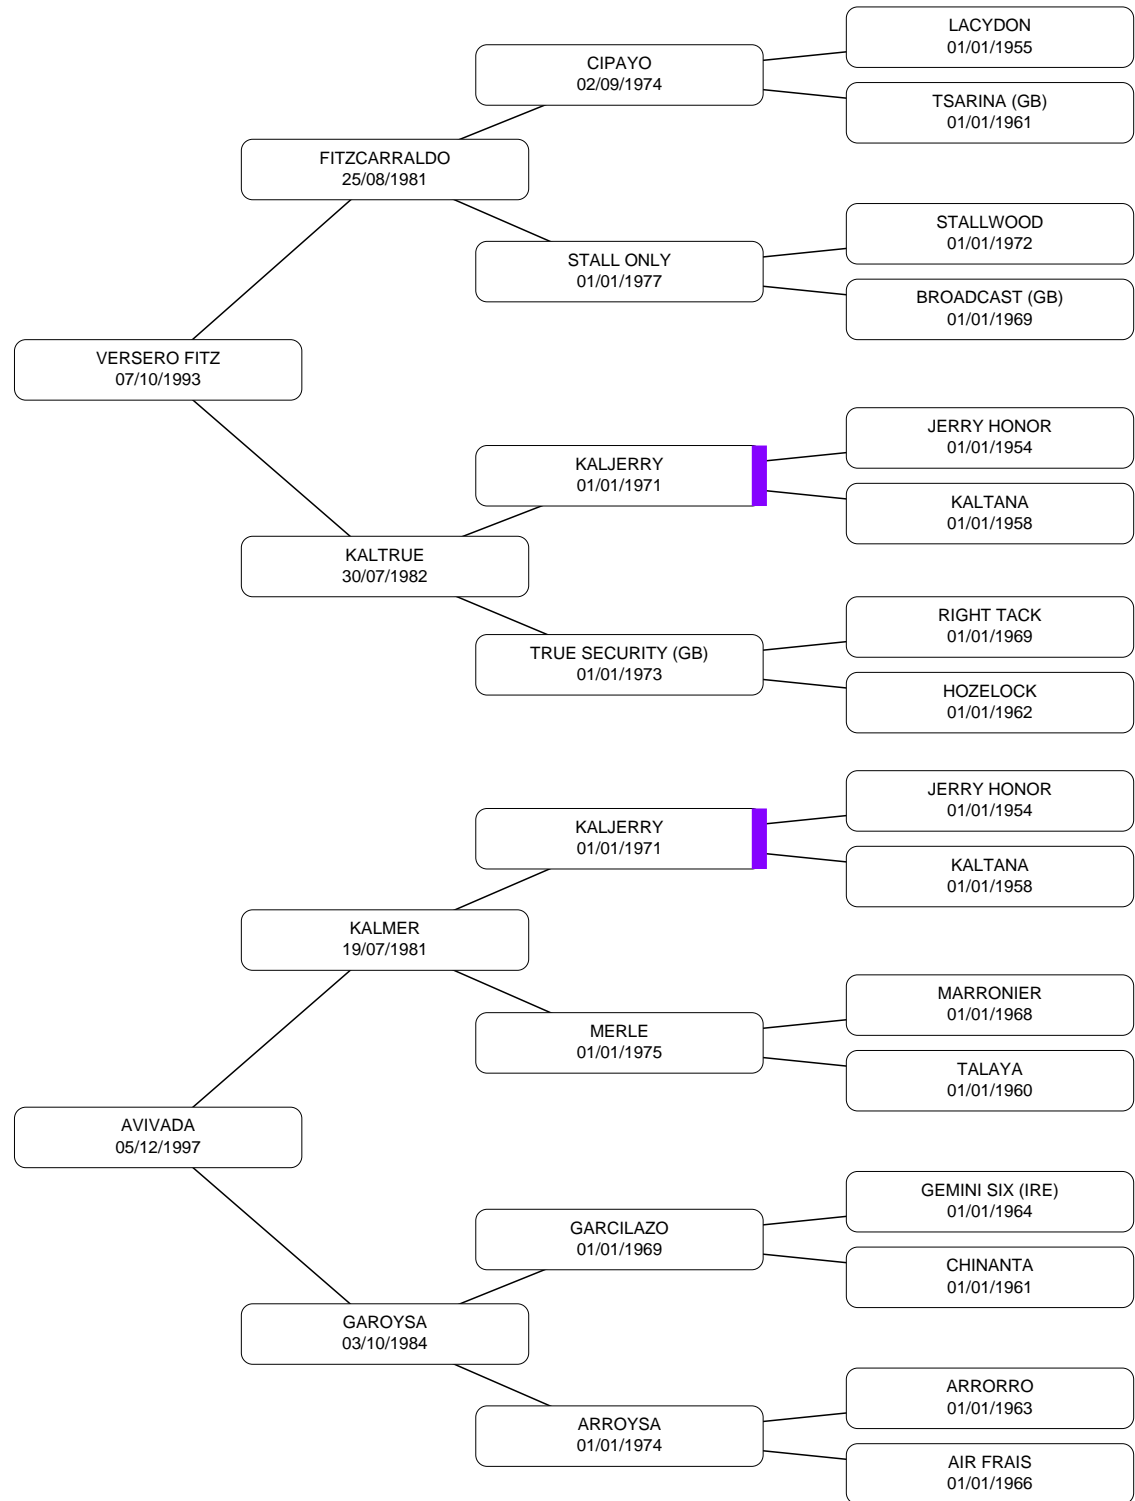 LACYDON
01/01/1955
CIPAYO
02/09/1974
TSARINA (GB)
01/01/1961
FITZCARRALDO
25/08/1981
STALLWOOD
01/01/1972
STALL ONLY
01/01/1977
BROADCAST (GB)
01/01/1969
VERSERO FITZ
07/10/1993
JERRY HONOR
01/01/1954
KALJERRY
01/01/1971
KALTANA
01/01/1958
KALTRUE
30/07/1982
RIGHT TACK
01/01/1969
TRUE SECURITY (GB)
01/01/1973
HOZELOCK
01/01/1962
JERRY HONOR
01/01/1954
KALJERRY
01/01/1971
KALTANA
01/01/1958
KALMER
19/07/1981
MARRONIER
01/01/1968
MERLE
01/01/1975
TALAYA
01/01/1960
AVIVADA
05/12/1997
GEMINI SIX (IRE)
01/01/1964
GARCILAZO
01/01/1969
CHINANTA
01/01/1961
GAROYSA
03/10/1984
ARRORRO
01/01/1963
ARROYSA
01/01/1974
AIR FRAIS
01/01/1966